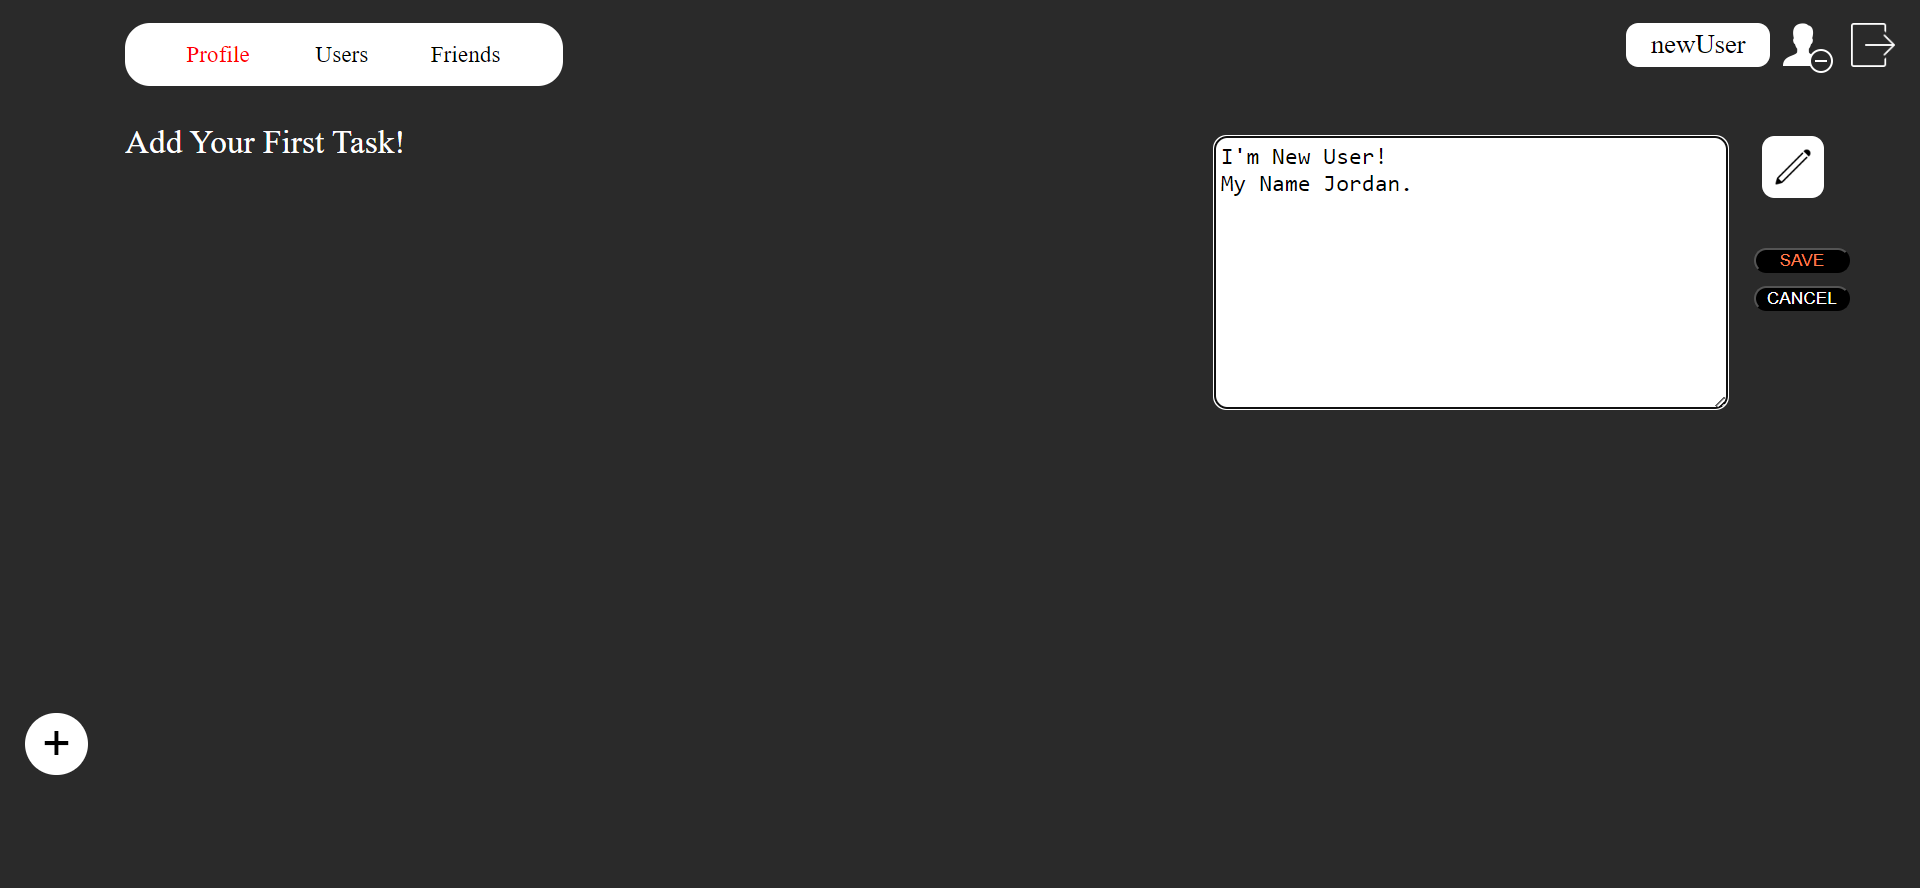 Profile Users Friends
newUser
Add Your First Task!
I'm New User!
My Name Jordan.
SAVE
CANCEL
+